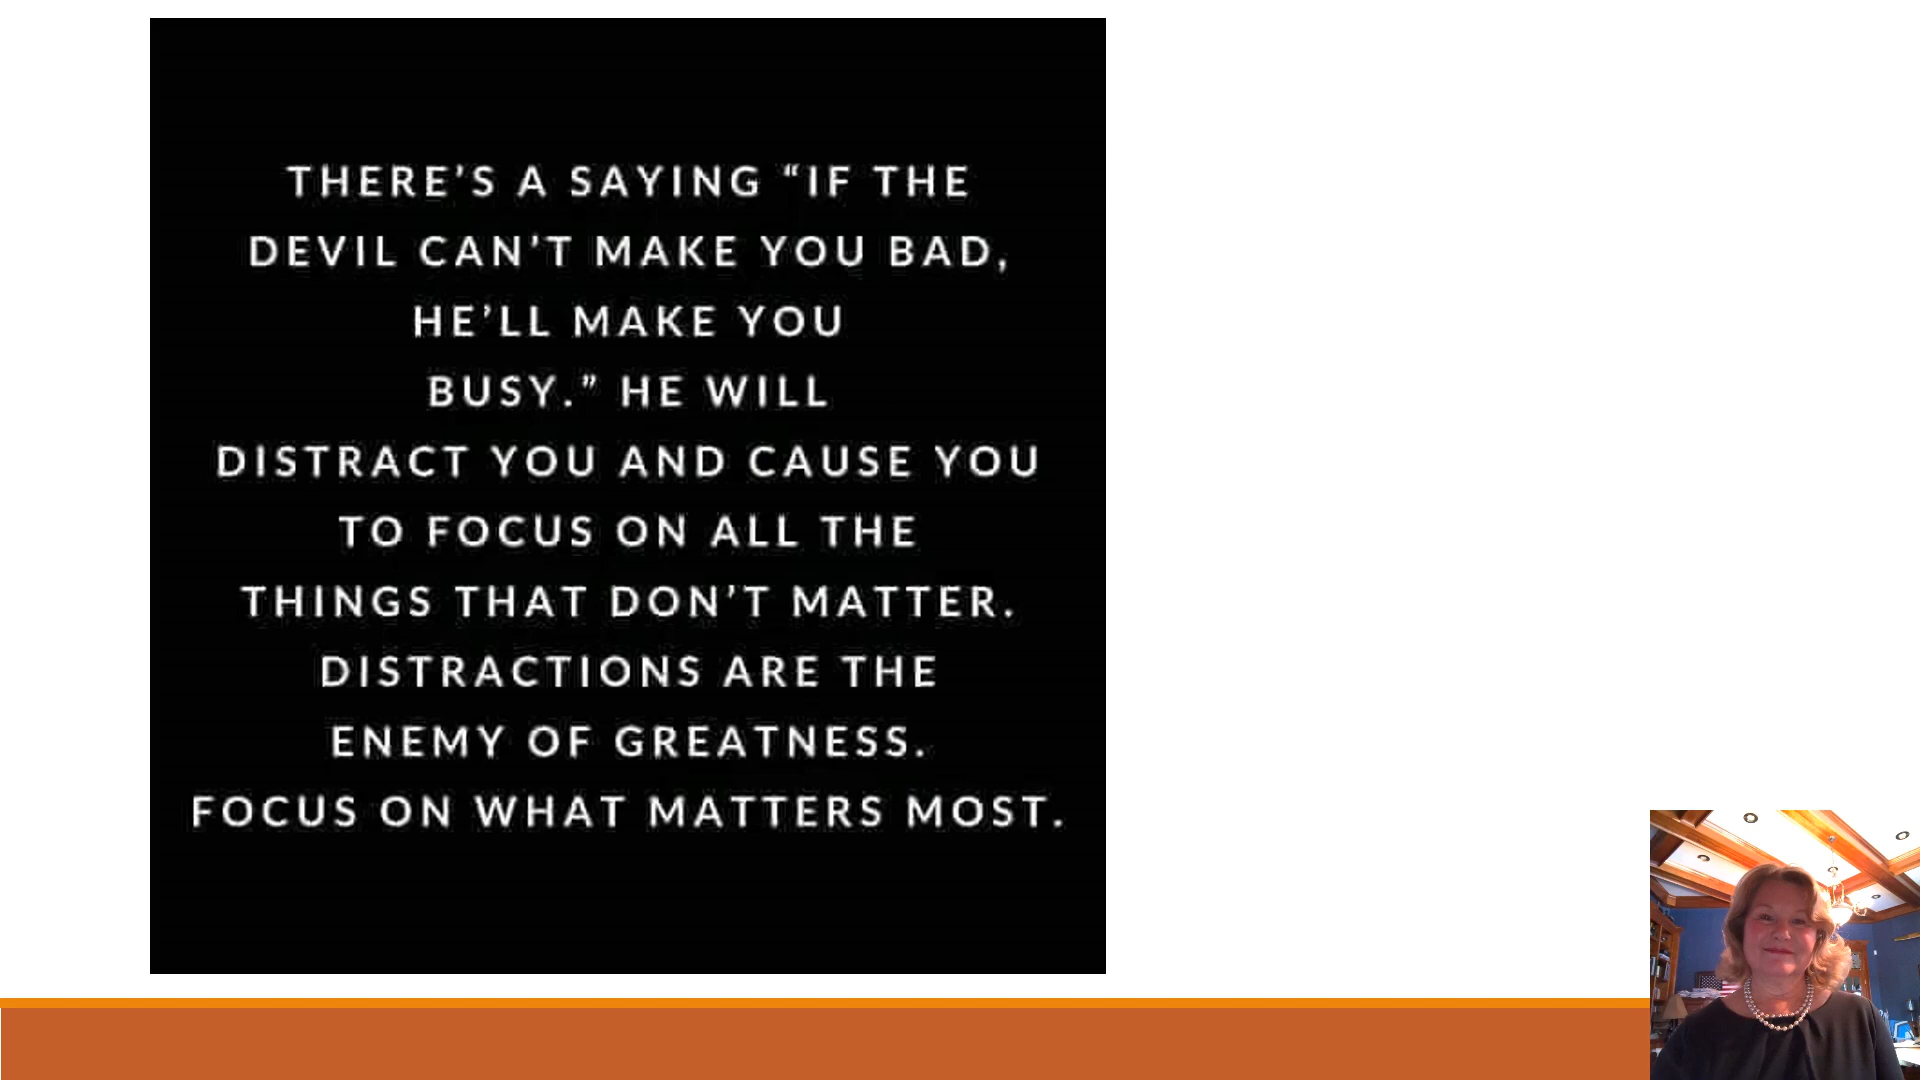 THERE’S A SAYING “IF THE
DEVIL CAN’T MAKE YOU BAD,
HE’LL MAKE YOU
BUSY.” HE WILL
DISTRACT YOU AND CAUSE YOU
TO FOCUS ON ALL THE
THINGS THAT DON’T MATTER.
DISTRACTIONS ARE THE
ENEMY OF GREATNESS.
FOCUS ON WHAT MATTERS MOST.